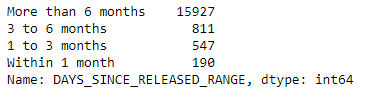 More than 6 months    15927
3 to 6 months           811
1 to 3 months           547
Within 1 month          190
Name: DAYS_SINCE_RELEASED_RANGE, dtype: int64